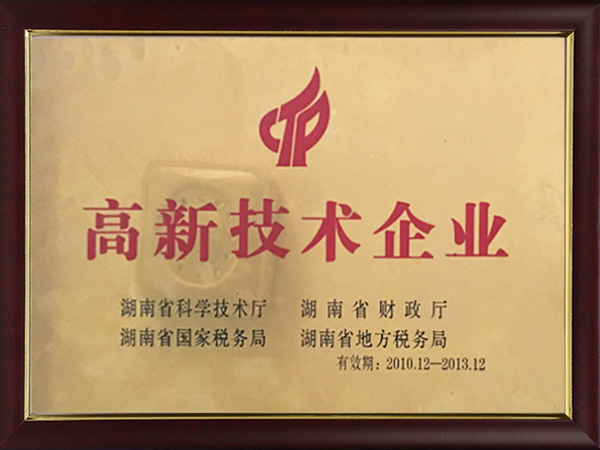 CTP
高新技术企业
湖南省科学技术厅 湖南省财政厅
湖南省国家税务局 湖南省地方税务局
有效期：2010.12—2013.12